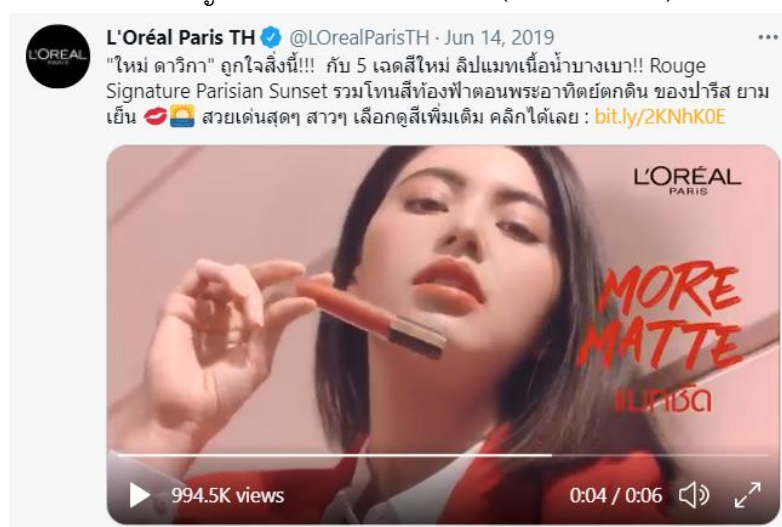 L'ORÉAL
PARIS
L'Oréal Paris TH @LOrealParisTH · Jun 14, 2019
"ใหม่ ดาวิกา" ถูกใจสิ่งนี้!!! กับ 5 เฉดสีใหม่ ลิปแมทเนื้อน้ำบางเบา!! Rouge
Signature Parisian Sunset รวมโทนสีท้องฟ้าตอนพระอาทิตย์ตกดิน ของปารีส ยาม
เย็น 💋🌅 สวยเด่นสุดๆ สาวๆ เลือกดูสีเพิ่มเติม คลิกได้เลย : bit.ly/2KNhK0E
L'ORÉAL
PARIS
MORE
MATTE
แมทชัด
994.5K views
0:04 / 0:06